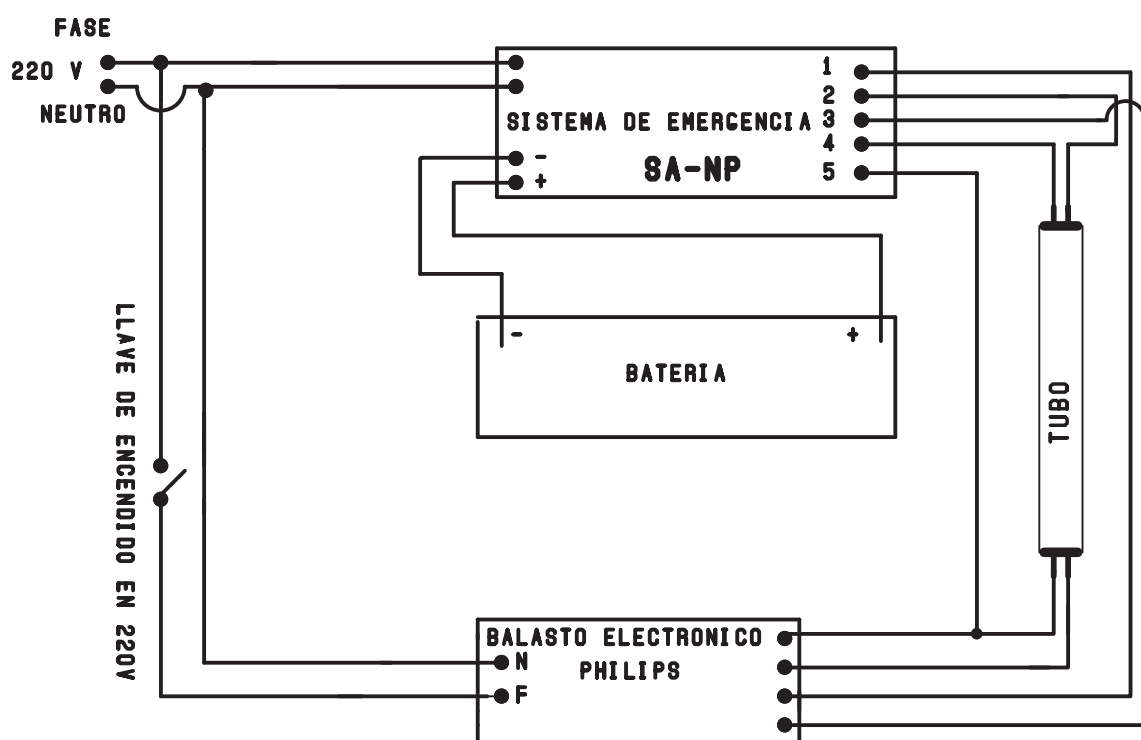 FASE
220 V
NEUTRO
1
2
SISTEMA DE EMERGENCIA 3
4
- 
SA-NP
+
5
LLAVE DE ENCENDIDO EN 220V
-
+
BATERIA
TUBO
BALASTO ELECTRONICO
N
PHILIPS
F